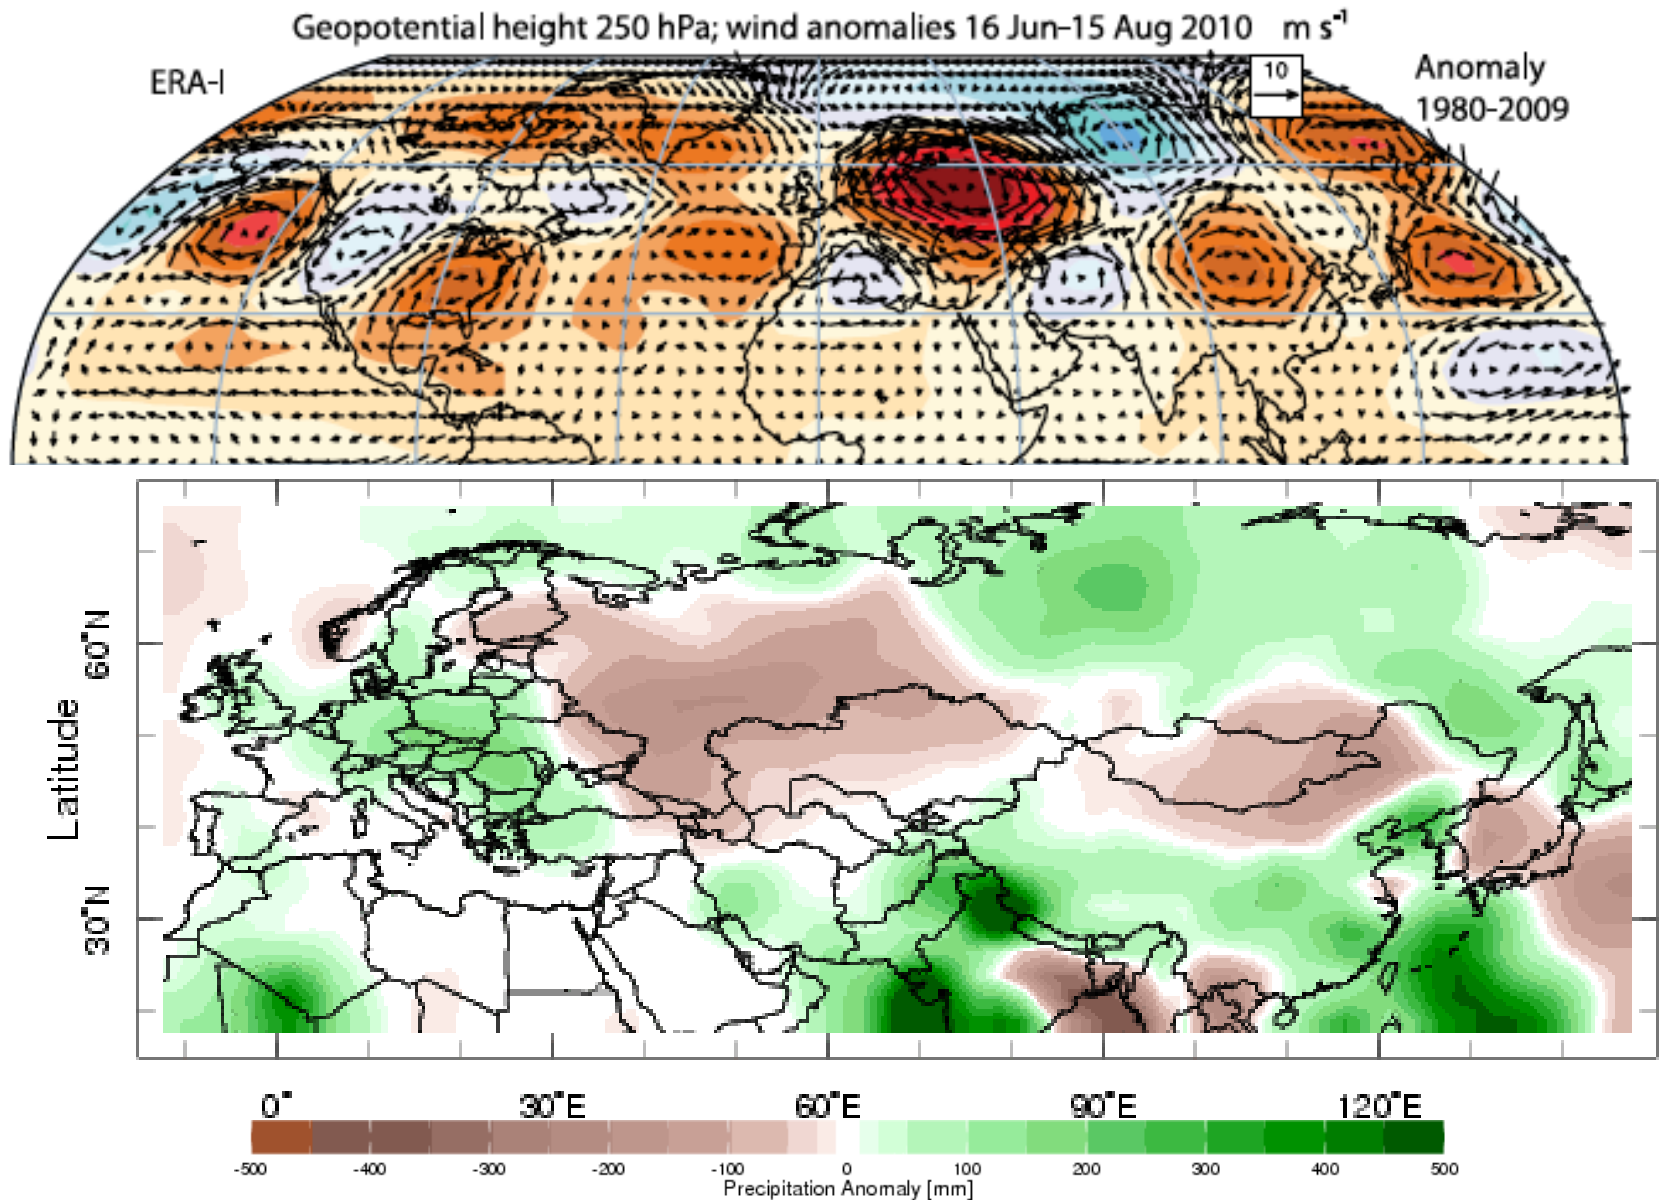 Geopotential height 250 hPa; wind anomalies 16 Jun–15 Aug 2010 m s⁻¹
ERA-I
10
Anomaly
1980-2009
Latitude
60°N
30°N
0° 30°E 60°E 90°E 120°E
-500 -400 -300 -200 -100 0 100 200 300 400 500
Precipitation Anomaly [mm]